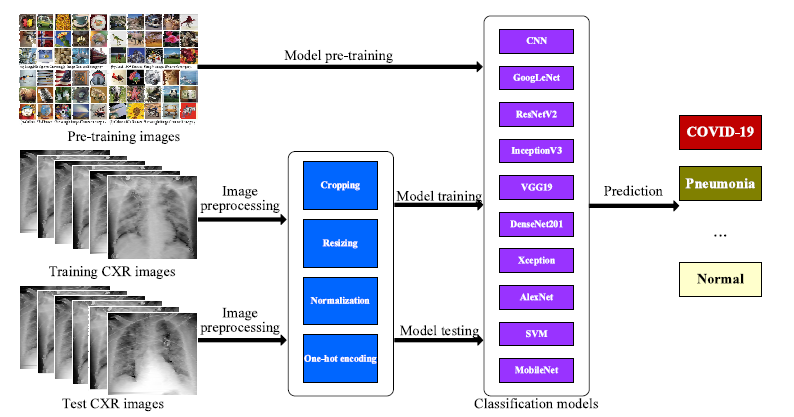 Model pre-training
Pre-training images
Image
preprocessing
Training CXR images
Image
preprocessing
Test CXR images
Cropping
Resizing
Normalization
One-hot encoding
Model training
Model testing
CNN
GoogLeNet
ResNetV2
InceptionV3
VGG19
DenseNet201
Xception
AlexNet
SVM
MobileNet
Classification models
Prediction
COVID-19
Pneumonia
...
Normal